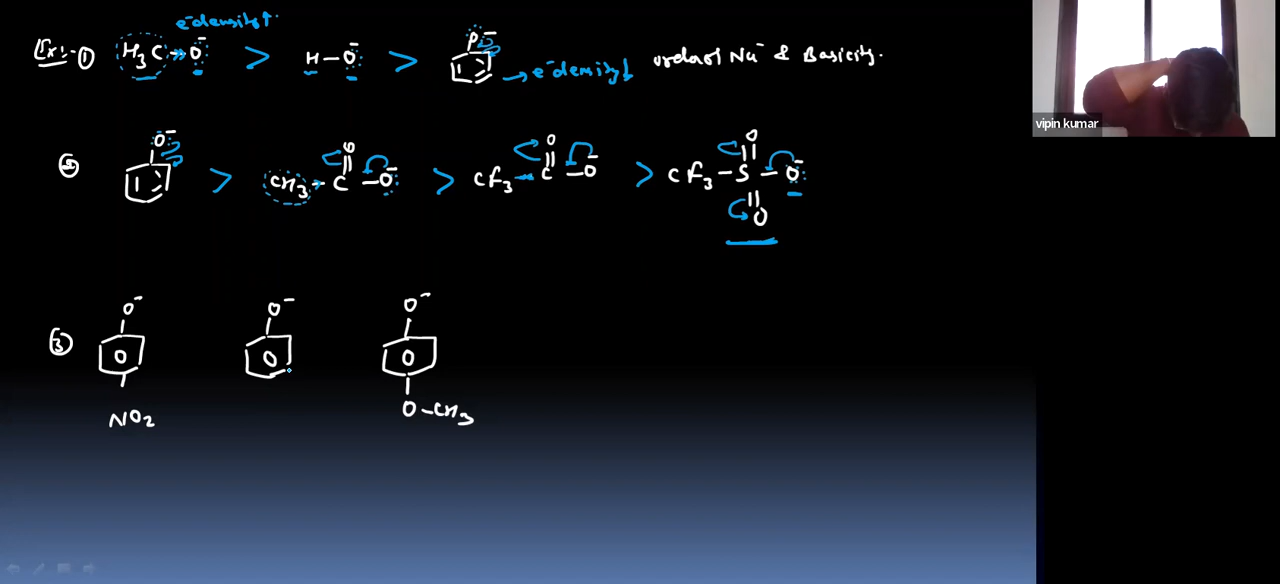 e⁻density↑
Ex:-① H₃C→O⁻ > H-O⁻ > O⁻ →e⁻density↓ order of Nu⁻ & Basicity.
vipin kumar
② O⁻ > CH₃→C(=O)-O⁻ > CF₃-C(=O)-O⁻ > CF₃-S(=O)(=O)-O⁻
③ O⁻ O⁻ O⁻
NO₂ O-CH₃